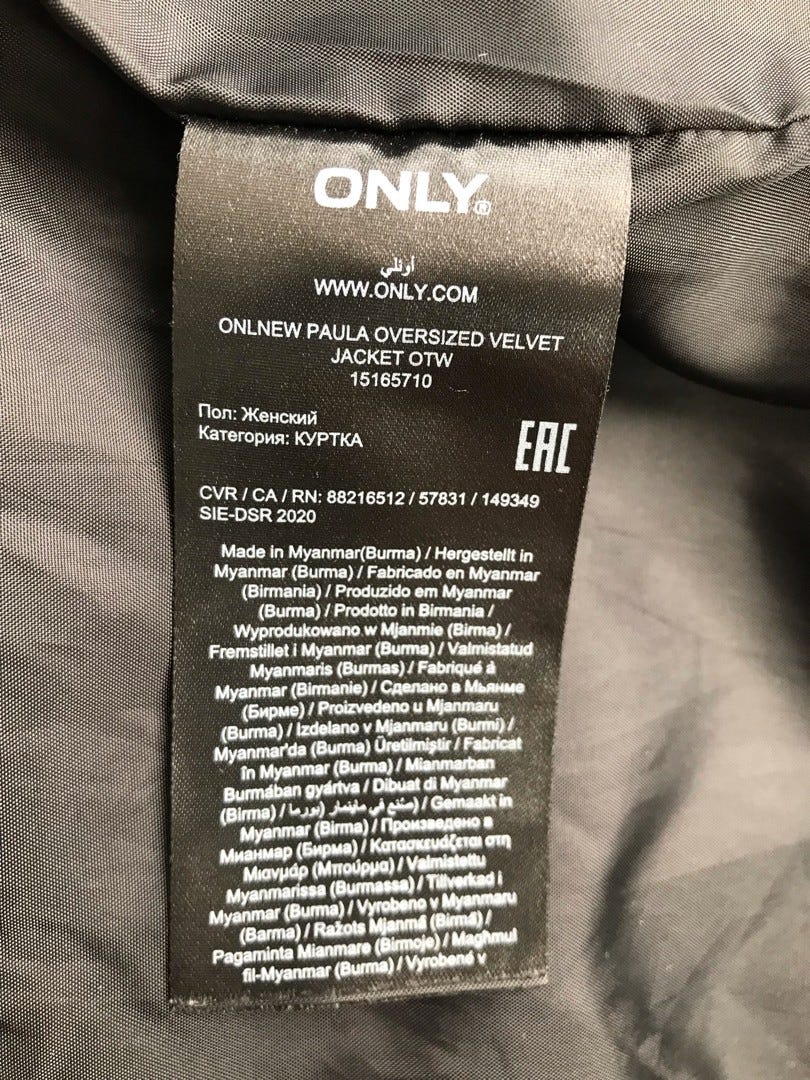 ONLY®
أونلي
WWW.ONLY.COM
ONLNEW PAULA OVERSIZED VELVET
JACKET OTW
15165710
Пол: Женский
Категория: КУРТКА
EAC
CVR / CA / RN: 88216512 / 57831 / 149349
SIE-DSR 2020
Made in Myanmar(Burma) / Hergestellt in
Myanmar (Burma) / Fabricado en Myanmar
(Birmania) / Produzido em Myanmar
(Burma) / Prodotto in Birmania /
Wyprodukowano w Mjanmie (Birma) /
Fremstillet i Myanmar (Burma) / Valmistatud
Myanmaris (Burmas) / Fabriqué à
Myanmar (Birmanie) / Сделано в Мьянме
(Бирме) / Proizvedeno u Mjanmaru
(Burma) / Izdelano v Mjanmaru (Burmi) /
Myanmar'da (Burma) Üretilmiştir / Fabricat
în Myanmar (Burma) / Mianmarban
Burmában gyártva / Dibuat di Myanmar
(Birma) / صنع في ماينمار (بورما) / Gemaakt in
Myanmar (Birma) / Произведено в
Мианмар (Бирма) / Κατασκευάζεται στη
Μιανμάρ (Μπούρμα) / Valmistettu
Myanmarissa (Burmassa) / Tillverkad i
Myanmar (Burma) / Vyrobeno v Myanmaru
(Barma) / Ražots Mjanmā (Birmā) /
Pagaminta Mianmare (Birmoje) / Maghmul
fil-Myanmar (Burma) / Vyrobené v